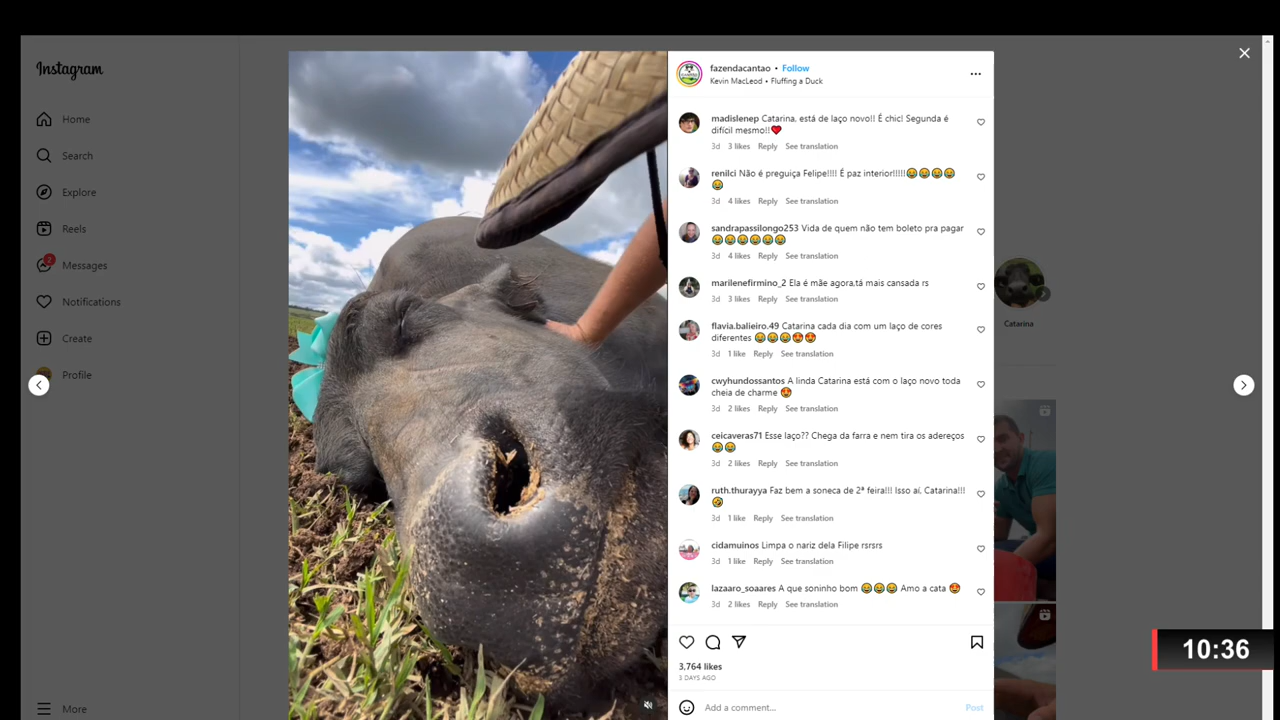 Instagram
Home
Search
Explore
Reels
2
Messages
Notifications
Create
Profile
More
fazendacantao • Follow
Kevin MacLeod • Fluffing a Duck
madislenep Catarina, está de laço novo!! É chic! Segunda é
difícil mesmo!!❤️
3d 3 likes Reply See translation
renilci Não é preguiça Felipe!!!! É paz interior!!!!!😂😂😂😂
😂
3d 4 likes Reply See translation
sandrapassilongo253 Vida de quem não tem boleto pra pagar
😂😂😂😂😂😂
3d 4 likes Reply See translation
marilenefirmino_2 Ela é mãe agora,tá mais cansada rs
3d 3 likes Reply See translation
flavia.balieiro.49 Catarina cada dia com um laço de cores
diferentes 😂😂😂😍😍
3d 1 like Reply See translation
cwyhundossantos A linda Catarina está com o laço novo toda
cheia de charme 😍
3d 2 likes Reply See translation
ceicaveras71 Esse laço?? Chega da farra e nem tira os adereços
😂😂
3d 2 likes Reply See translation
ruth.thurayya Faz bem a soneca de 2ª feira!!! Isso aí, Catarina!!!
🤣
3d 1 like Reply See translation
cidamuinos Limpa o nariz dela Filipe rsrsrs
3d 1 like Reply See translation
lazaaro_soaares A que soninho bom 😂😂😂 Amo a cata 😍
3d 2 likes Reply See translation
3,764 likes
3 DAYS AGO
Add a comment...
Post
Catarina
10:36